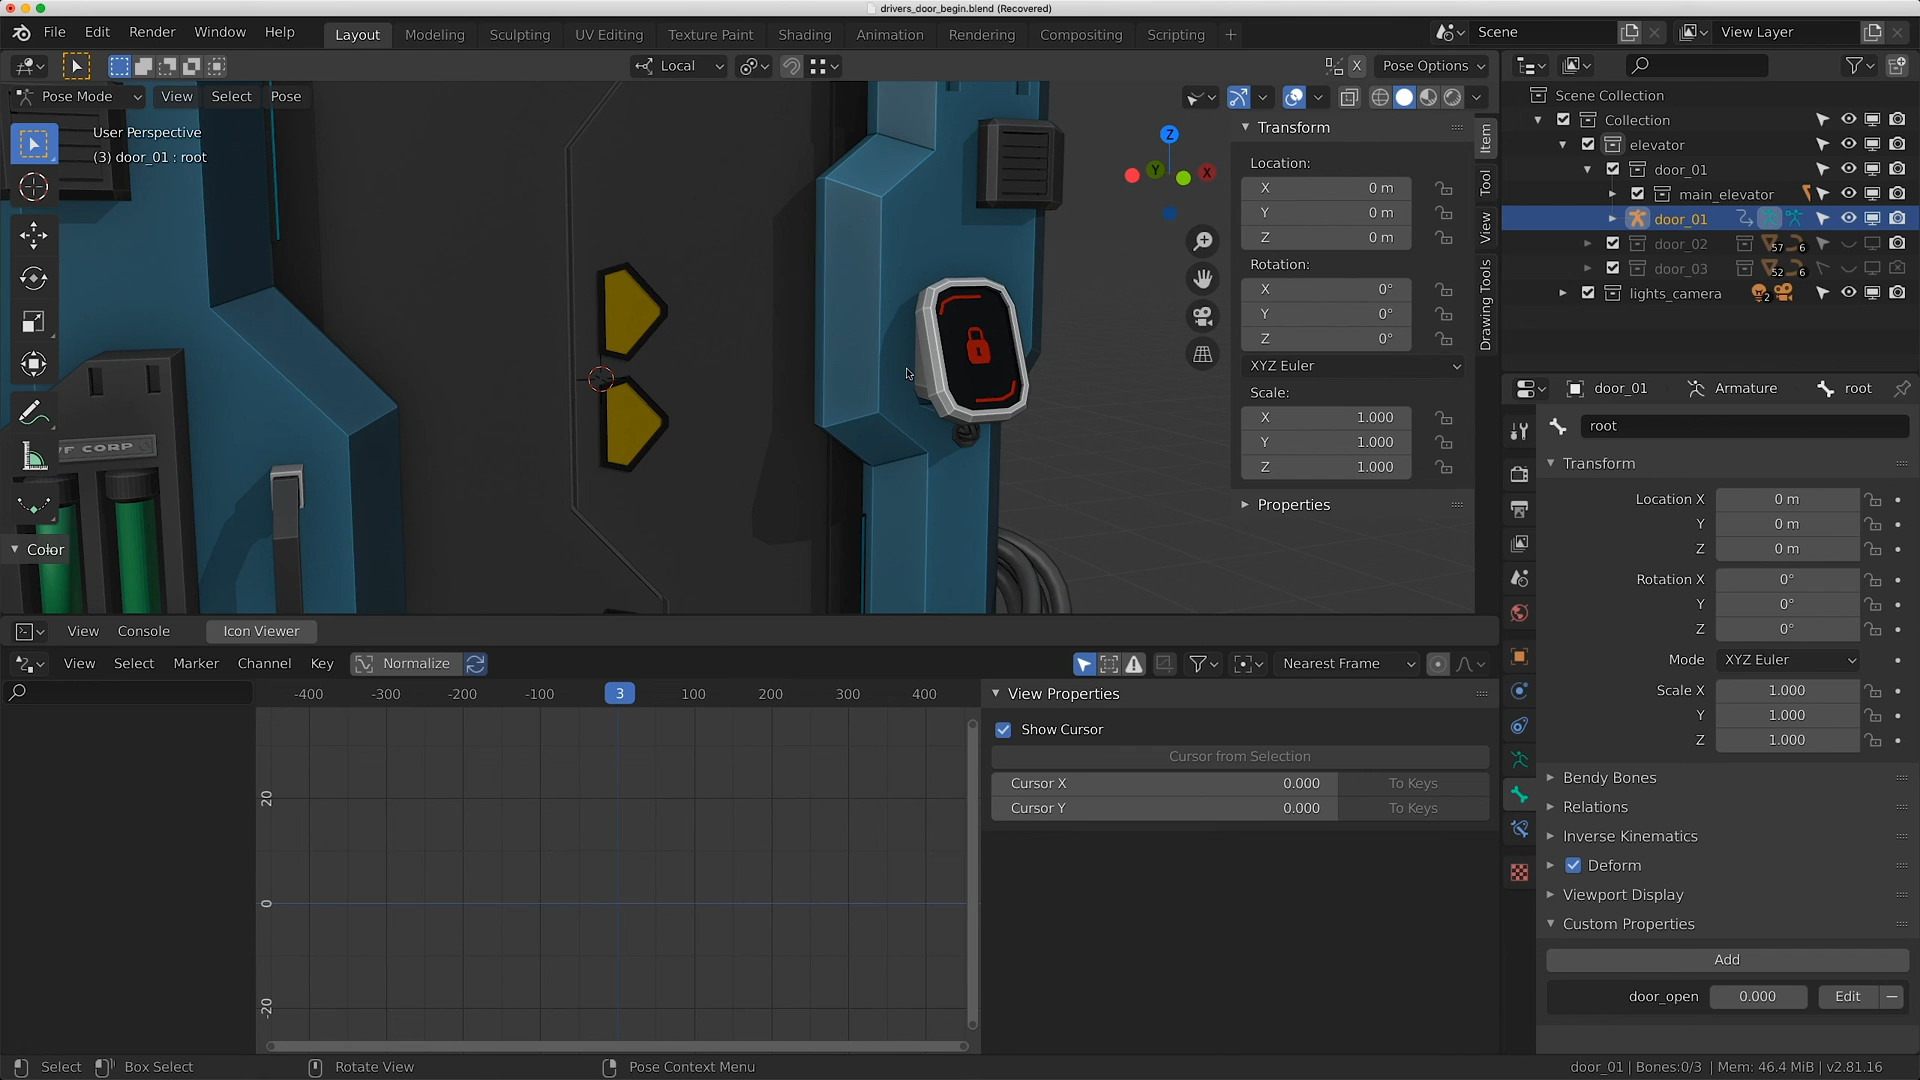 drivers_door_begin.blend (Recovered)
File Edit Render Window Help
Layout Modeling Sculpting UV Editing Texture Paint Shading Animation Rendering Compositing Scripting +
Scene
View Layer
Local
X
Pose Options
Pose Mode View Select Pose
User Perspective
(3) door_01 : root
Z
Y
X
Transform
Location:
X 0 m
Y 0 m
Z 0 m
Rotation:
X 0°
Y 0°
Z 0°
XYZ Euler
Scale:
X 1.000
Y 1.000
Z 1.000
Properties
Item
Tool
View
Drawing Tools
CORP
Color
Scene Collection
Collection
elevator
door_01
main_elevator
door_01
door_02 57 6
door_03 52 6
lights_camera 2
door_01 Armature root
root
Transform
Location X 0 m
Y 0 m
Z 0 m
Rotation X 0°
Y 0°
Z 0°
Mode XYZ Euler
Scale X 1.000
Y 1.000
Z 1.000
Bendy Bones
Relations
Inverse Kinematics
Deform
Viewport Display
Custom Properties
Add
door_open 0.000 Edit
View Console Icon Viewer
View Select Marker Channel Key Normalize
Nearest Frame
-400 -300 -200 -100 3 100 200 300 400
20
0
-20
View Properties
Show Cursor
Cursor from Selection
Cursor X 0.000 To Keys
Cursor Y 0.000 To Keys
Select Box Select Rotate View Pose Context Menu
door_01 | Bones:0/3 | Mem: 46.4 MiB | v2.81.16